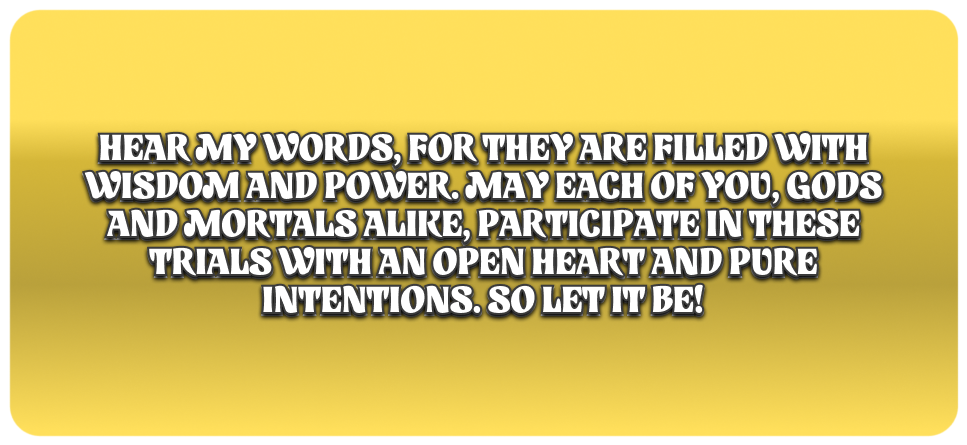 HEAR MY WORDS, FOR THEY ARE FILLED WITH
WISDOM AND POWER. MAY EACH OF YOU, GODS
AND MORTALS ALIKE, PARTICIPATE IN THESE
TRIALS WITH AN OPEN HEART AND PURE
INTENTIONS. SO LET IT BE!